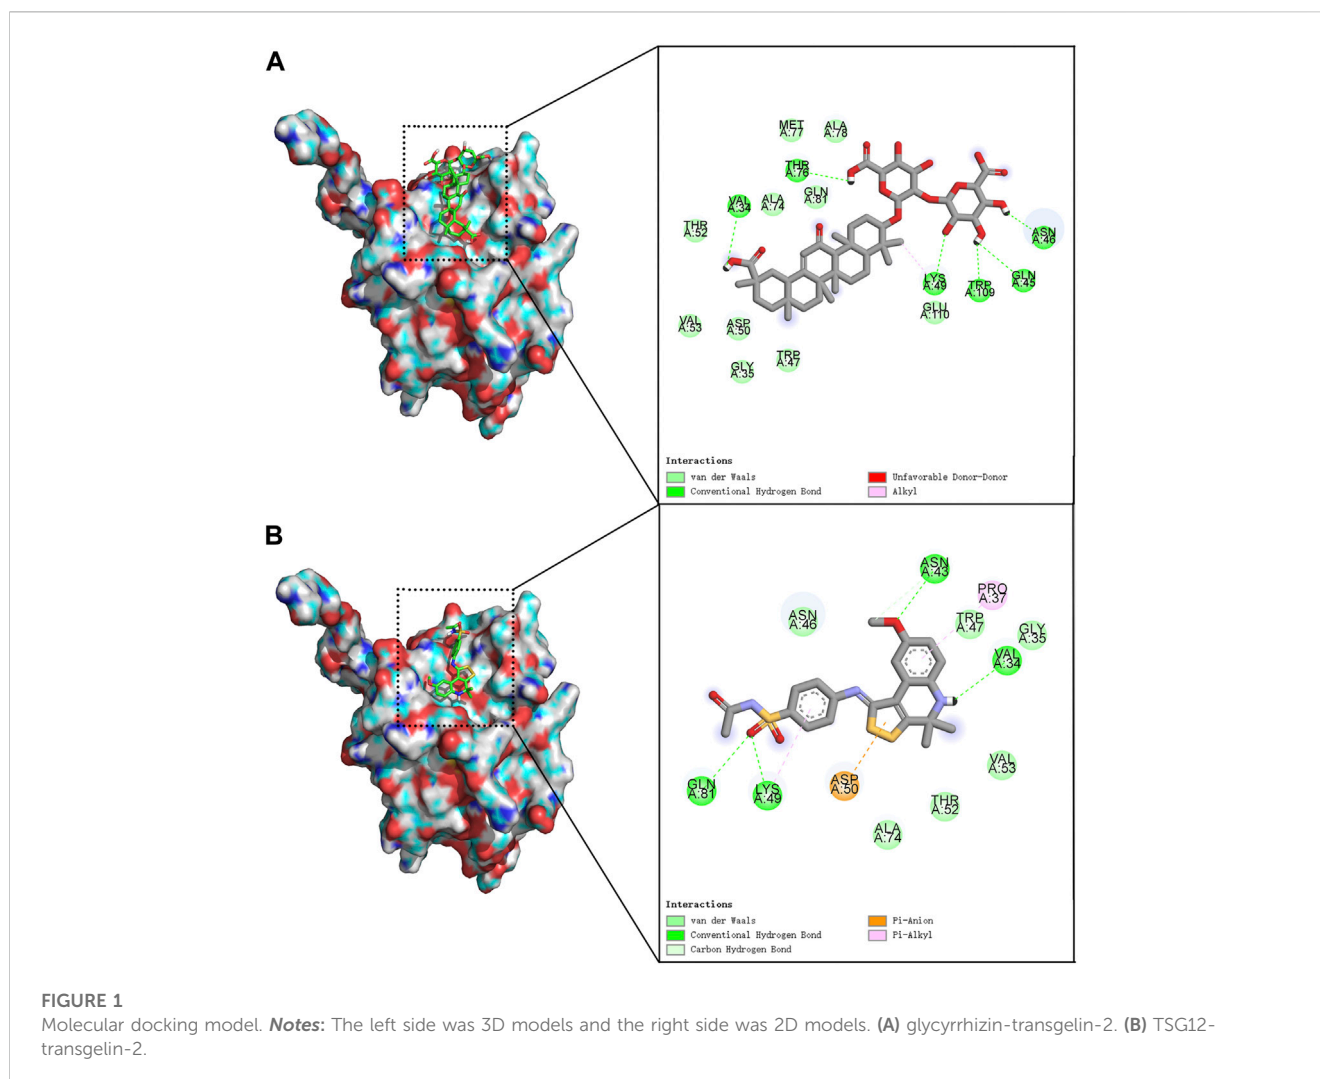 A
MET
A:77
ALA
A:78
THR
A:76
VAL
A:34
ALA
A:74
GLN
A:81
THR
A:52
ASN
A:46
LYS
A:49
TRP
A:109
GLN
A:45
GLU
A:110
VAL
A:53
ASP
A:50
GLY
A:35
TRP
A:47
Interactions
van der Waals
Conventional Hydrogen Bond
Unfavorable Donor-Donor
Alkyl
B
ASN
A:43
PRO
A:37
ASN
A:46
TRP
A:47
GLY
A:35
VAL
A:34
GLN
A:81
LYS
A:49
ASP
A:50
VAL
A:53
THR
A:52
ALA
A:74
Interactions
van der Waals
Conventional Hydrogen Bond
Carbon Hydrogen Bond
Pi-Anion
Pi-Alkyl
FIGURE 1
Molecular docking model. Notes: The left side was 3D models and the right side was 2D models. (A) glycyrrhizin-transgelin-2. (B) TSG12-
transgelin-2.